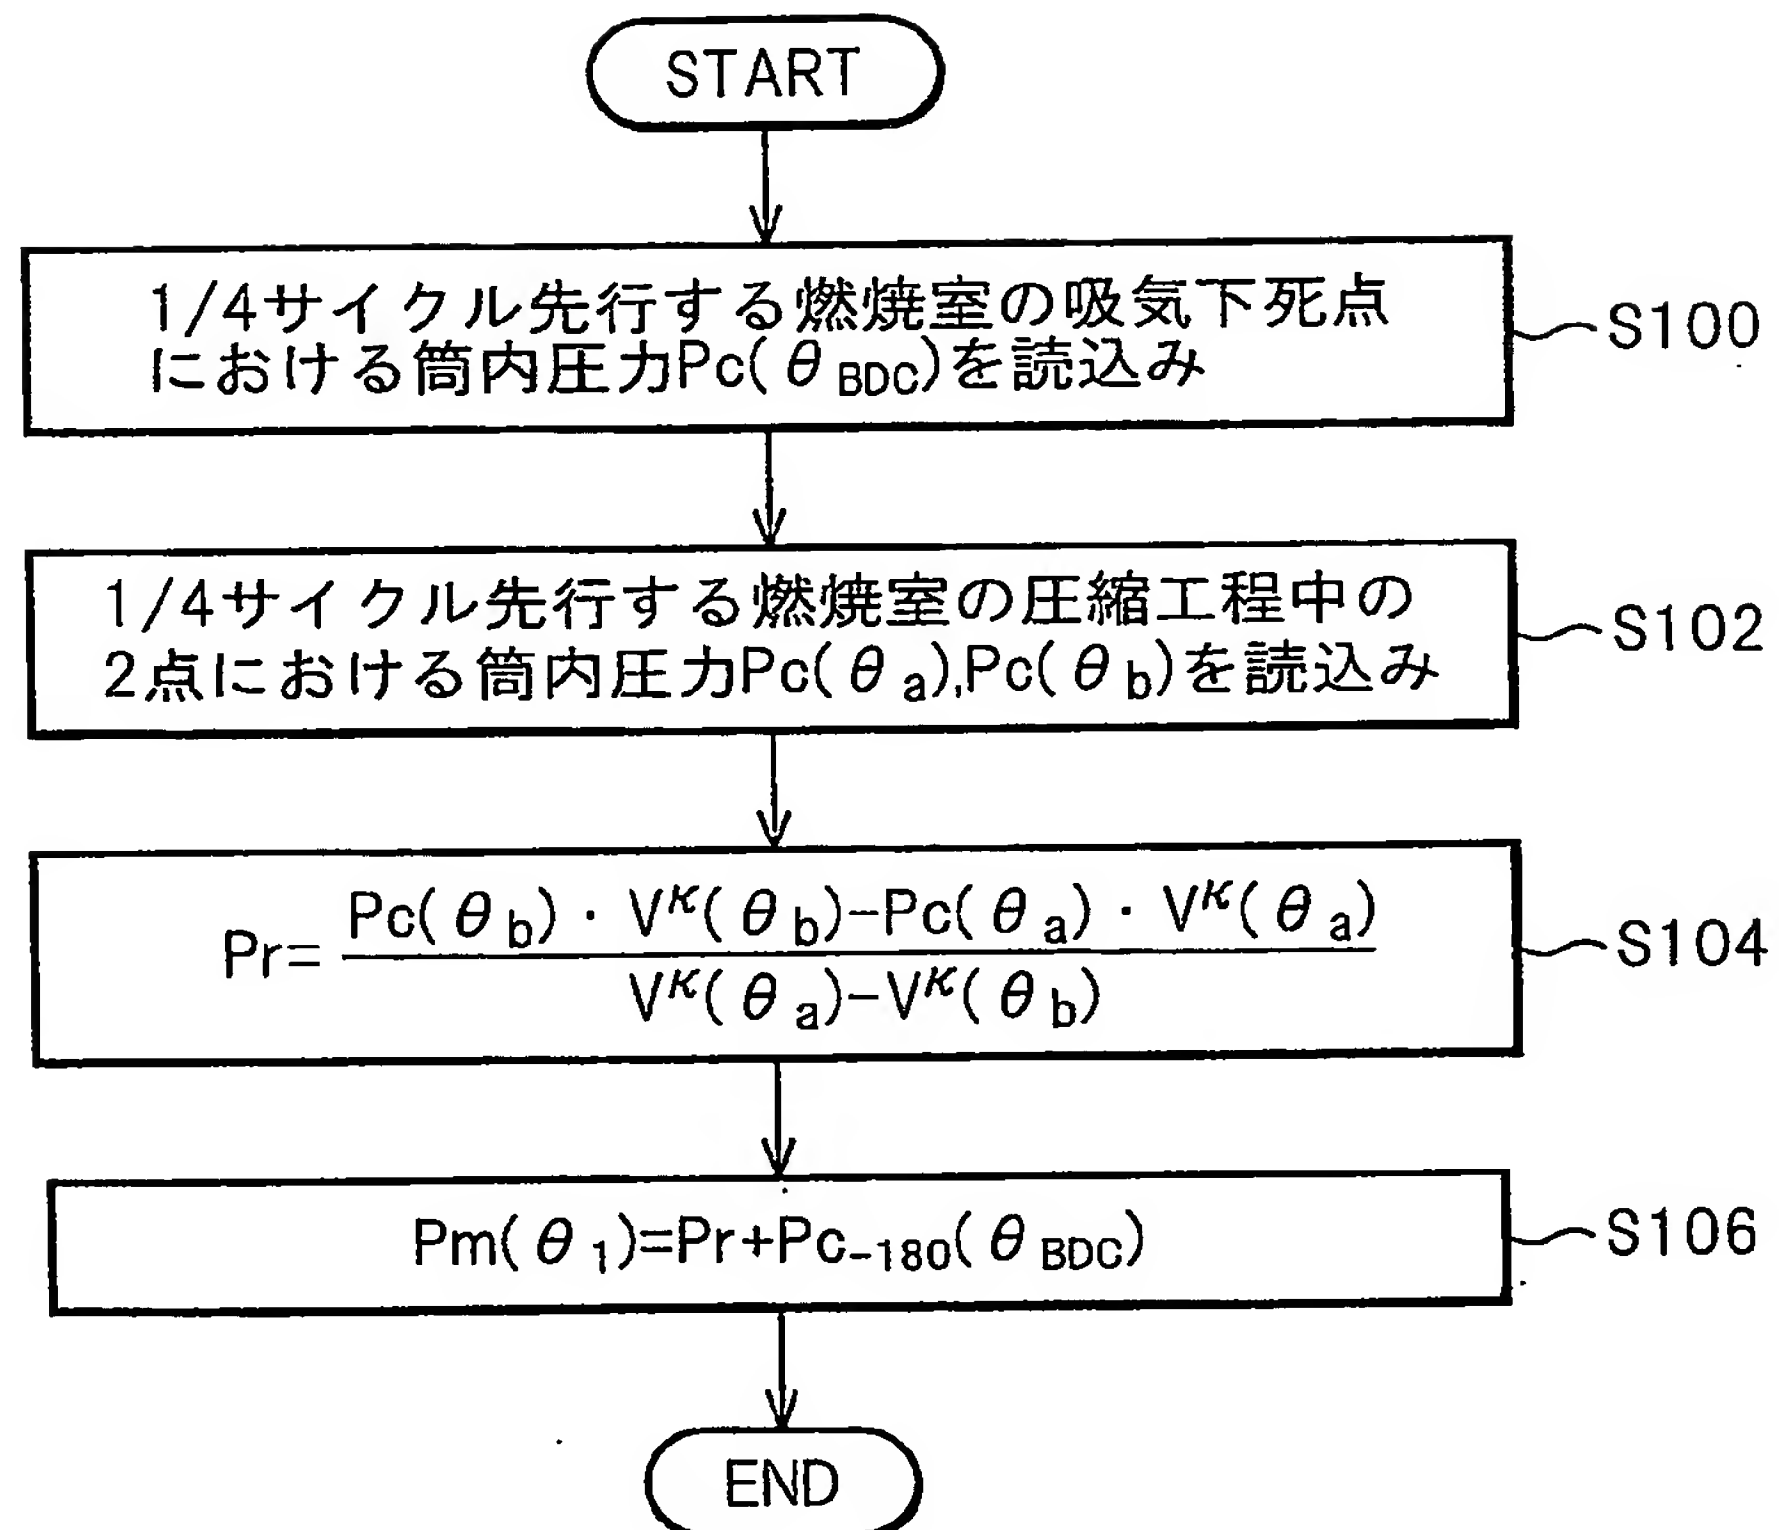 START
1/4サイクル先行する燃焼室の吸気下死点
における筒内圧力Pc(θBDC)を読込み
S100
1/4サイクル先行する燃焼室の圧縮工程中の
2点における筒内圧力Pc(θa),Pc(θb)を読込み
S102
Pr=
Pc(θb)・Vκ(θb)-Pc(θa)・Vκ(θa)
Vκ(θa)-Vκ(θb)
S104
Pm(θ1)=Pr+Pc-180(θBDC)
S106
END